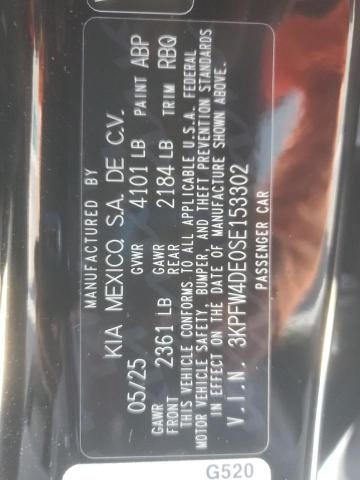 MANUFACTURED BY
KIA MEXICO, S.A. DE C.V.
05/25 GVWR 4101 LB PAINT ABP
GAWR FRONT 2361 LB GAWR REAR 2184 LB TRIM RBQ
THIS VEHICLE CONFORMS TO ALL APPLICABLE U.S.A. FEDERAL
MOTOR VEHICLE SAFETY, BUMPER, AND THEFT PREVENTION STANDARDS
IN EFFECT ON THE DATE OF MANUFACTURE SHOWN ABOVE.
V.I.N. 3KPFW4DE0SE153302
PASSENGER CAR
G520